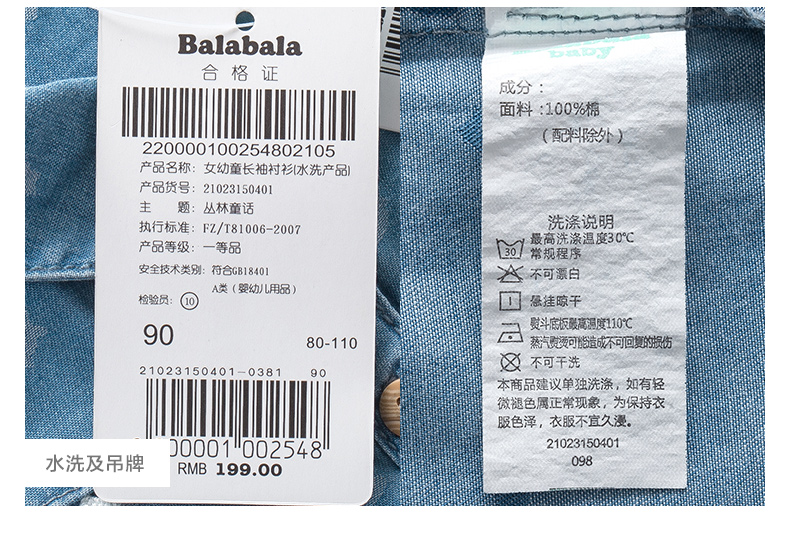 Balabala
合格证
220000100254802105
产品名称: 女幼童长袖衬衫(水洗产品)
产品货号: 21023150401
主 题: 丛林童话
执行标准: FZ/T81006-2007
产品等级: 一等品
安全技术类别: 符合GB18401
A类（婴幼儿用品）
检验员: 10
90
80-110
21023150401-0381 90
00001 002548
RMB 199.00
水洗及吊牌
成分:
面料:100%棉
(配料除外)
洗涤说明
30 最高洗涤温度30℃
常规程序
不可漂白
悬挂晾干
熨斗底板最高温度110℃
蒸汽熨烫可能造成不可回复的损伤
不可干洗
本商品建议单独洗涤，如有轻
微褪色属正常现象，为保持衣
服色泽，衣服不宜久浸。
21023150401
098